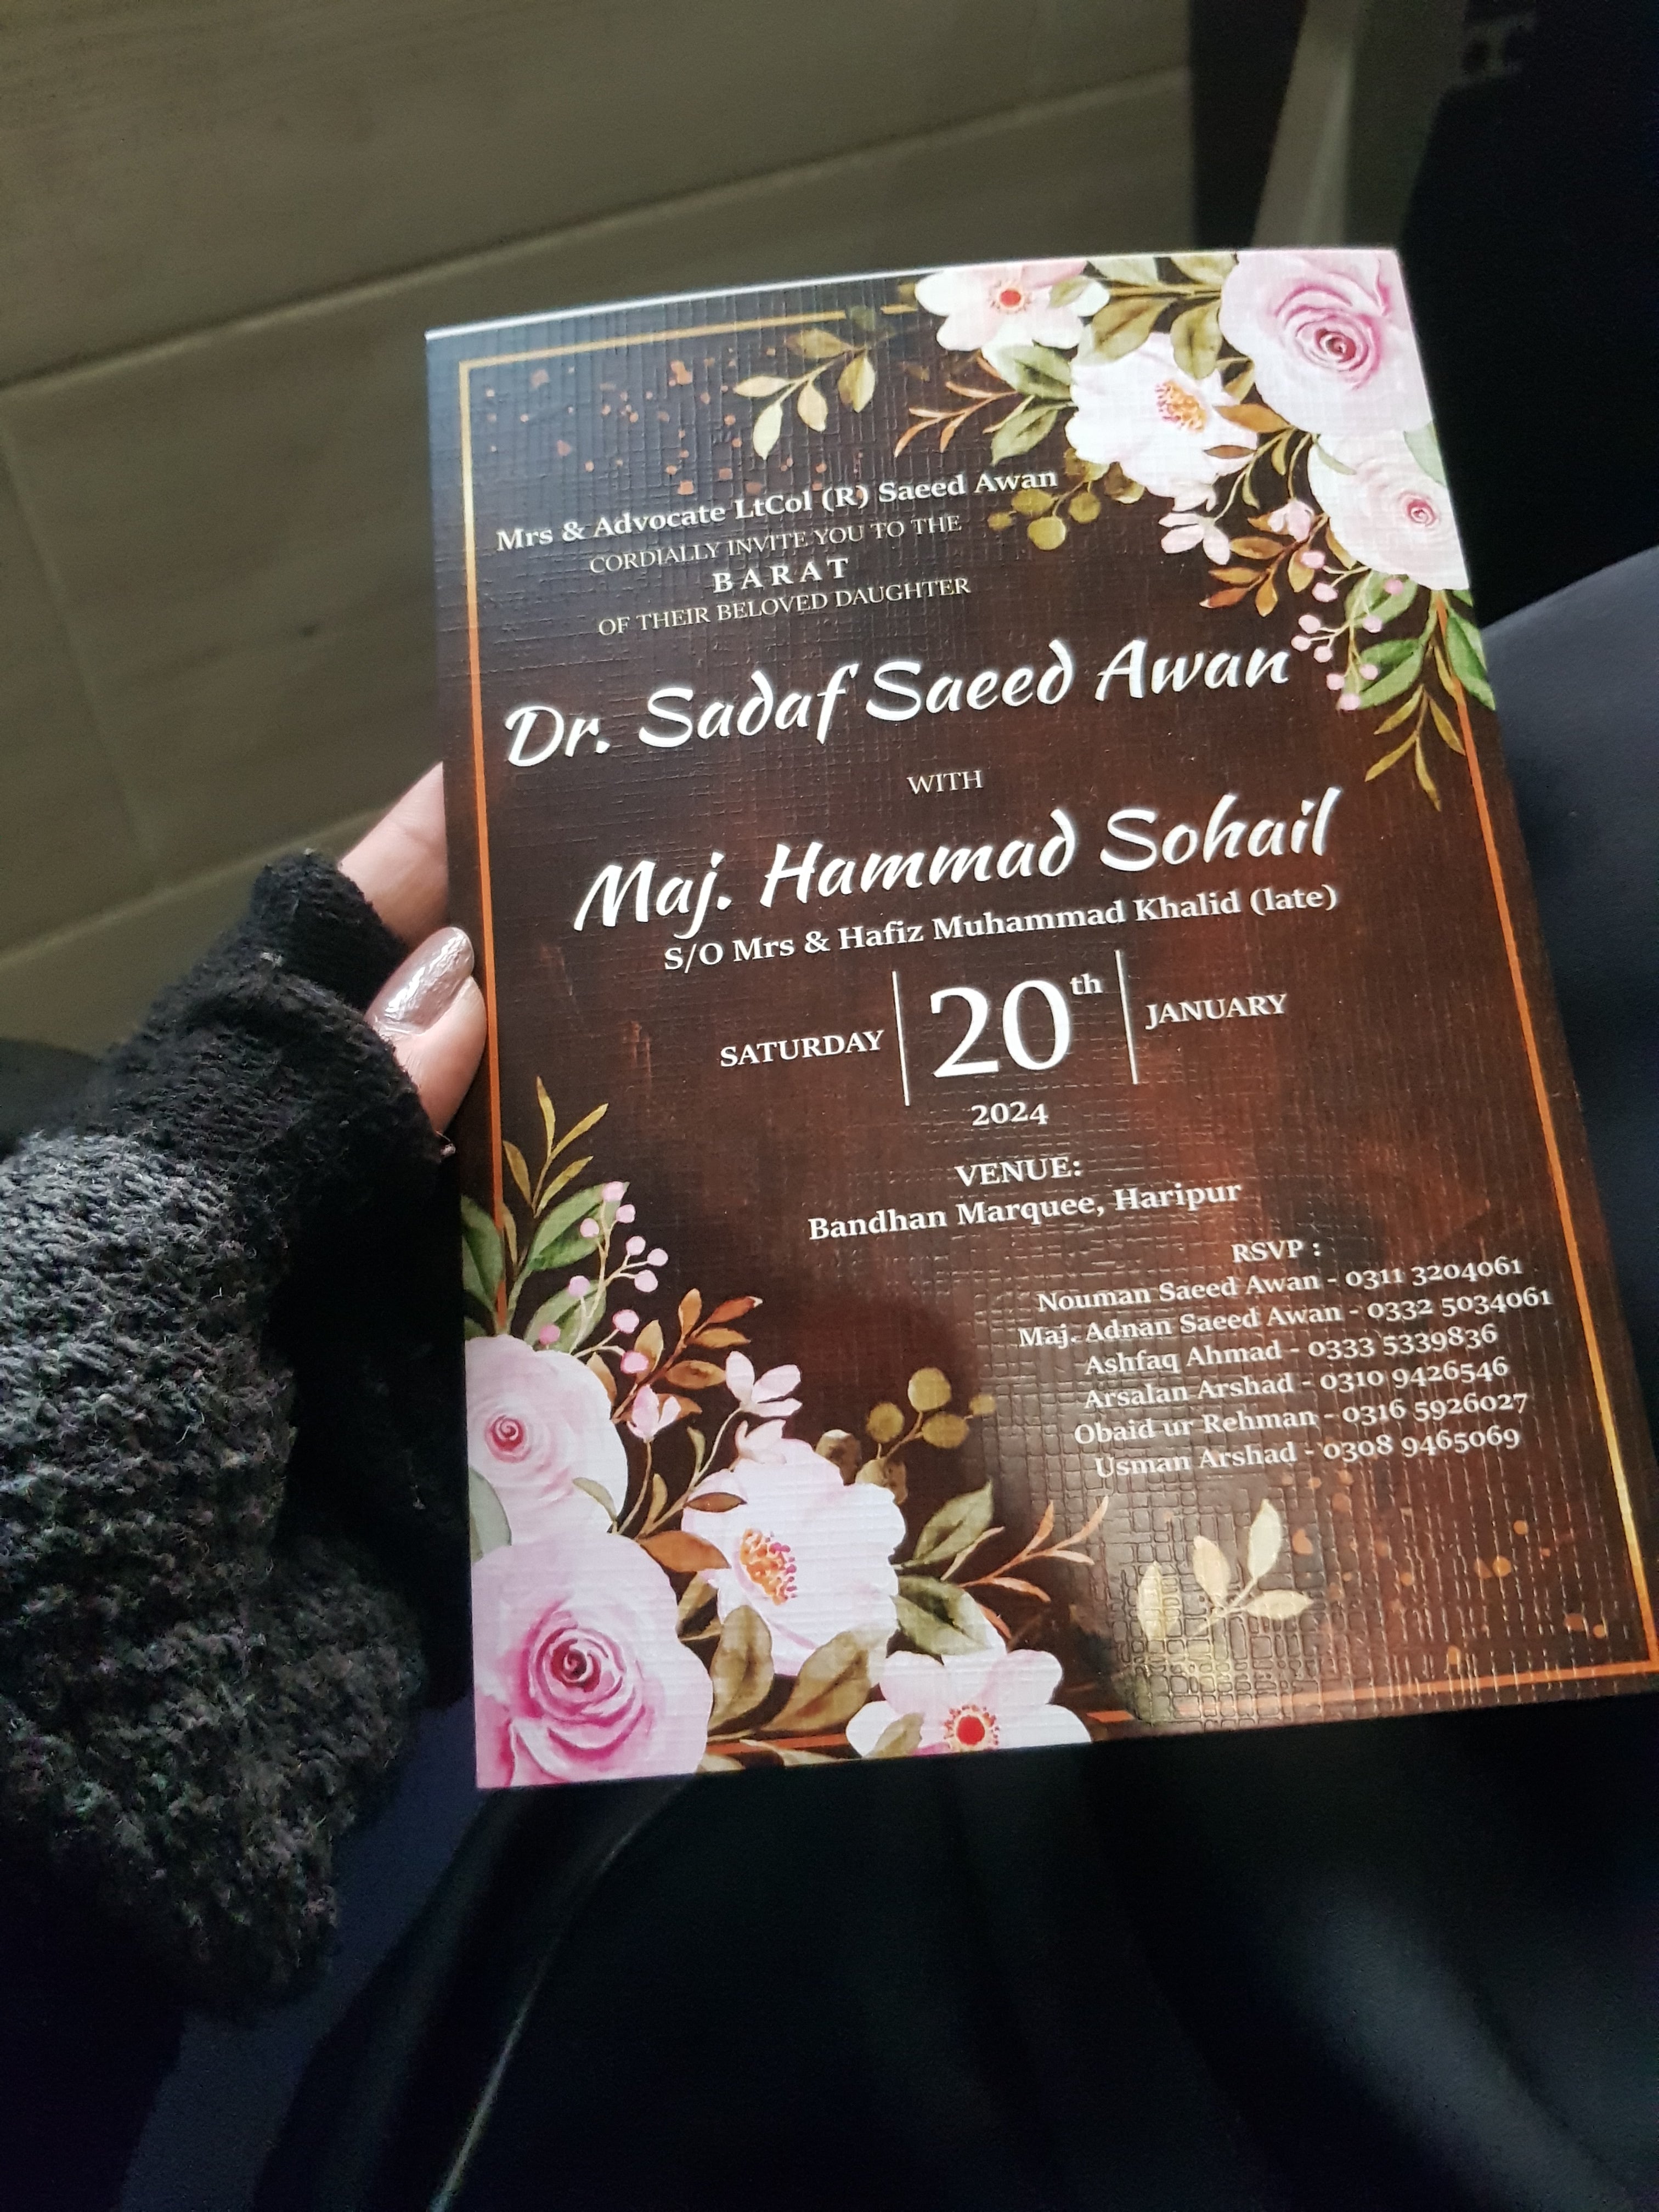 Mrs & Advocate LtCol (R) Saeed Awan
CORDIALLY INVITE YOU TO THE
BARAT
OF THEIR BELOVED DAUGHTER
Dr. Sadaf Saeed Awan
WITH
Maj. Hammad Sohail
S/O Mrs & Hafiz Muhammad Khalid (late)
SATURDAY 20th JANUARY
2024
VENUE:
Bandhan Marquee, Haripur
RSVP :
Nouman Saeed Awan - 0311 3204061
Maj. Adnan Saeed Awan - 0332 5034061
Ashfaq Ahmad - 0333 5339836
Arsalan Arshad - 0310 9426546
Obaid ur Rehman - 0316 5926027
Usman Arshad - 0308 9465069